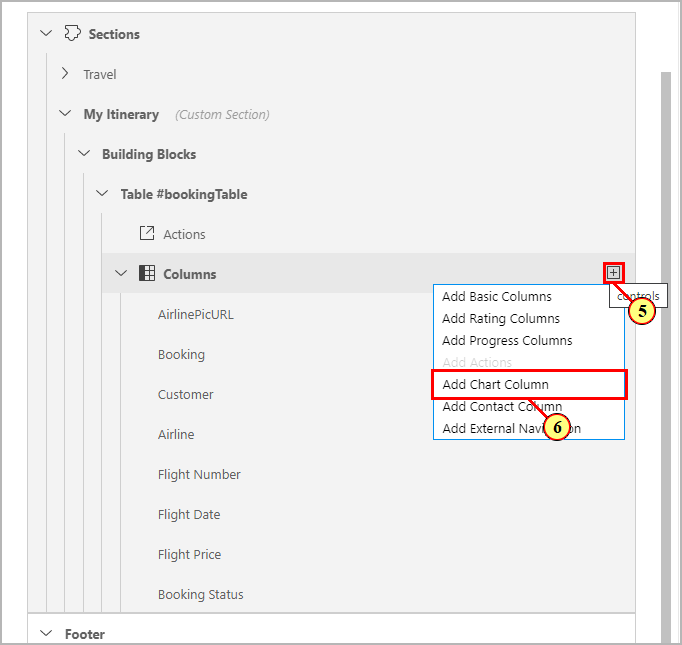 Sections
Travel
My Itinerary (Custom Section)
Building Blocks
Table #bookingTable
Actions
Columns
controls
5
Add Basic Columns
Add Rating Columns
Add Progress Columns
Add Actions
Add Chart Column
Add Contact Column
Add External Navi on
6
AirlinePicURL
Booking
Customer
Airline
Flight Number
Flight Date
Flight Price
Booking Status
Footer